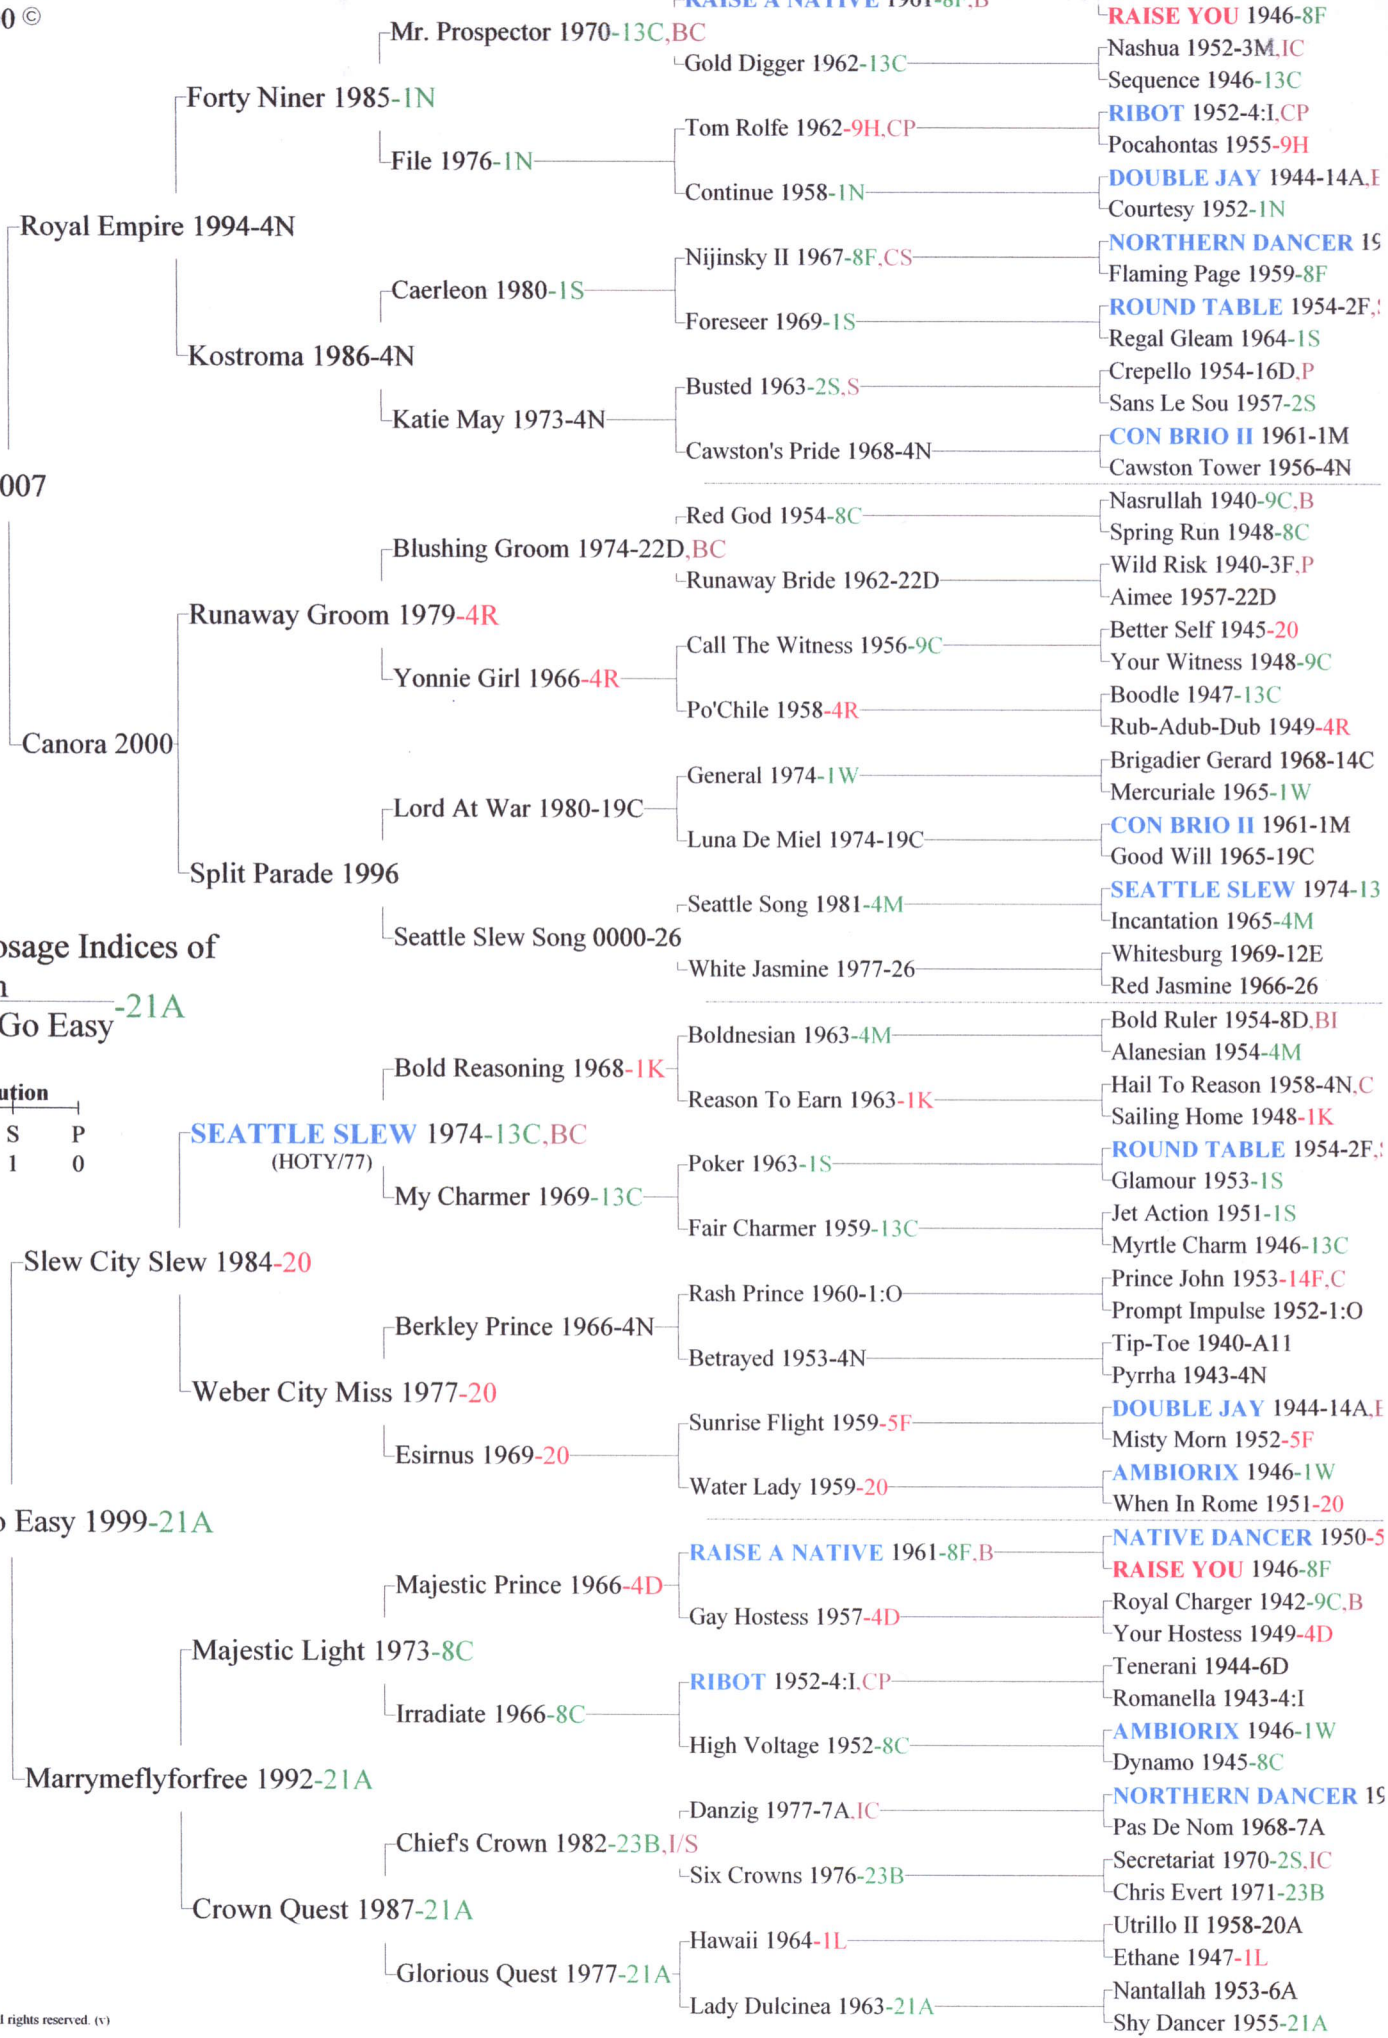 0 ©
RAISE A NATIVE 1961-8F,B
RAISE YOU 1946-8F
Mr. Prospector 1970-13C,BC
Nashua 1952-3M,IC
Gold Digger 1962-13C
Sequence 1946-13C
Forty Niner 1985-1N
RIBOT 1952-4:I,CP
Tom Rolfe 1962-9H,CP
Pocahontas 1955-9H
File 1976-1N
DOUBLE JAY 1944-14A,
Continue 1958-1N
Courtesy 1952-1N
Royal Empire 1994-4N
NORTHERN DANCER 19
Nijinsky II 1967-8F,CS
Flaming Page 1959-8F
Caerleon 1980-1S
ROUND TABLE 1954-2F,
Foreseer 1969-1S
Regal Gleam 1964-1S
Kostroma 1986-4N
Crepello 1954-16D,P
Busted 1963-2S,S
Sans Le Sou 1957-2S
Katie May 1973-4N
CON BRIO II 1961-1M
Cawston's Pride 1968-4N
Cawston Tower 1956-4N
007
Nasrullah 1940-9C,B
Red God 1954-8C
Spring Run 1948-8C
Blushing Groom 1974-22D,BC
Wild Risk 1940-3F,P
Runaway Bride 1962-22D
Aimee 1957-22D
Runaway Groom 1979-4R
Better Self 1945-20
Call The Witness 1956-9C
Your Witness 1948-9C
Yonnie Girl 1966-4R
Boodle 1947-13C
Po'Chile 1958-4R
Rub-Adub-Dub 1949-4R
Canora 2000
Brigadier Gerard 1968-14C
General 1974-1W
Mercuriale 1965-1W
Lord At War 1980-19C
CON BRIO II 1961-1M
Luna De Miel 1974-19C
Good Will 1965-19C
Split Parade 1996
SEATTLE SLEW 1974-13
Seattle Song 1981-4M
Incantation 1965-4M
Seattle Slew Song 0000-26
Whitesburg 1969-12E
White Jasmine 1977-26
Red Jasmine 1966-26
osage Indices of
n
-21A
Go Easy
Bold Ruler 1954-8D,BI
Boldnesian 1963-4M
Alanesian 1954-4M
Bold Reasoning 1968-1K
Hail To Reason 1958-4N,C
Reason To Earn 1963-1K
Sailing Home 1948-1K
ution
S P
1 0
SEATTLE SLEW 1974-13C,BC
(HOTY/77)
ROUND TABLE 1954-2F,
Poker 1963-1S
Glamour 1953-1S
My Charmer 1969-13C
Jet Action 1951-1S
Fair Charmer 1959-13C
Myrtle Charm 1946-13C
Slew City Slew 1984-20
Prince John 1953-14F,C
Rash Prince 1960-1:O
Prompt Impulse 1952-1:O
Berkley Prince 1966-4N
Tip-Toe 1940-A11
Betrayed 1953-4N
Pyrrha 1943-4N
Weber City Miss 1977-20
DOUBLE JAY 1944-14A,
Sunrise Flight 1959-5F
Misty Morn 1952-5F
Esirnus 1969-20
AMBIORIX 1946-1W
Water Lady 1959-20
When In Rome 1951-20
o Easy 1999-21A
NATIVE DANCER 1950-5
RAISE A NATIVE 1961-8F,B
RAISE YOU 1946-8F
Majestic Prince 1966-4D
Royal Charger 1942-9C,B
Gay Hostess 1957-4D
Your Hostess 1949-4D
Majestic Light 1973-8C
Tenerani 1944-6D
RIBOT 1952-4:I,CP
Romanella 1943-4:I
Irradiate 1966-8C
AMBIORIX 1946-1W
High Voltage 1952-8C
Dynamo 1945-8C
Marrymeflyforfree 1992-21A
NORTHERN DANCER 19
Danzig 1977-7A,IC
Pas De Nom 1968-7A
Chief's Crown 1982-23B,I/S
Secretariat 1970-2S,IC
Six Crowns 1976-23B
Chris Evert 1971-23B
Crown Quest 1987-21A
Utrillo II 1958-20A
Hawaii 1964-1L
Ethane 1947-1L
Glorious Quest 1977-21A
Nantallah 1953-6A
Lady Dulcinea 1963-21A
Shy Dancer 1955-21A
l rights reserved. (v)